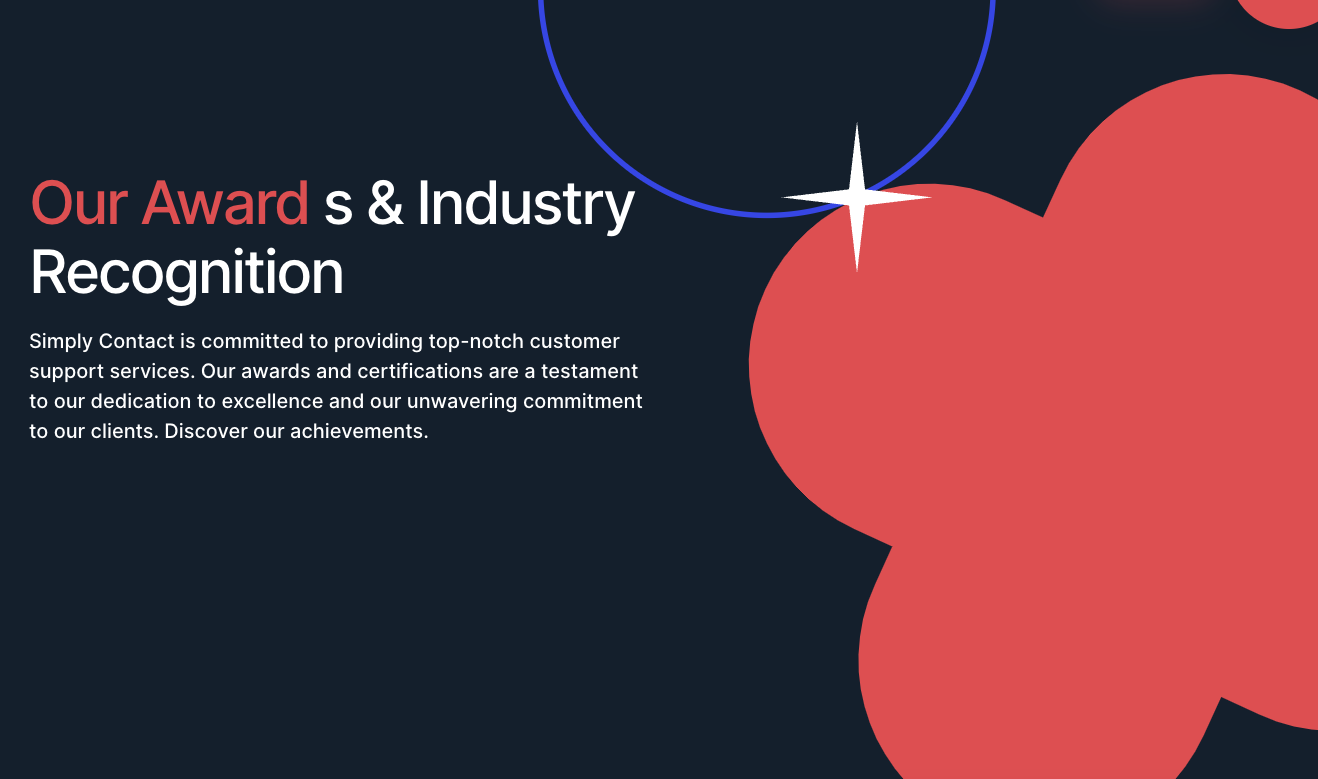 Our Award s & Industry
Recognition
Simply Contact is committed to providing top-notch customer
support services. Our awards and certifications are a testament
to our dedication to excellence and our unwavering commitment
to our clients. Discover our achievements.